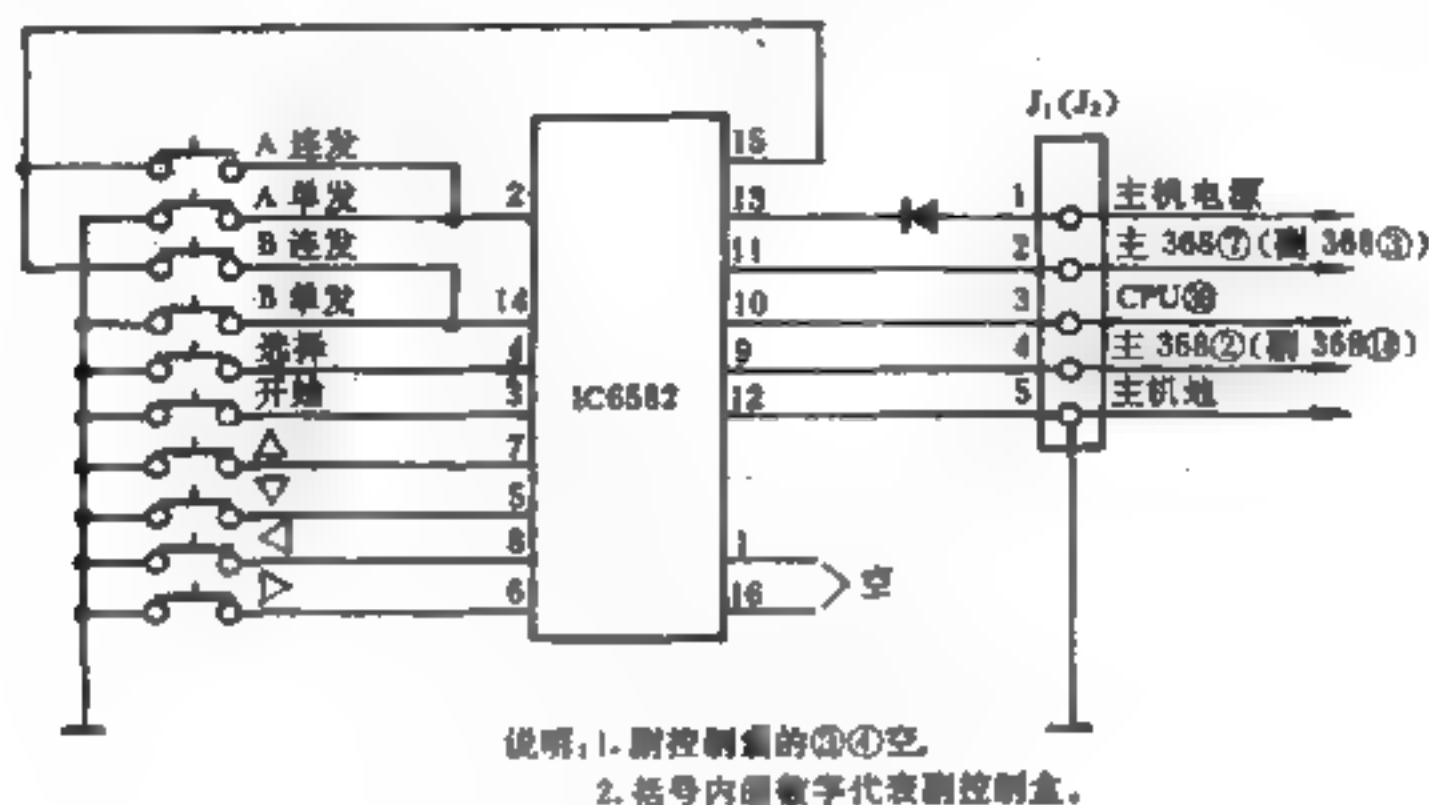 J₁(J₂)
A 连发
15
2
A 单发
13
1
主机电源
B 连发
11
2
主 368⑦(副 368③)
B 单发
14
10
3
CPU
选择
4
9
4
主 368②(副 368
开始
3
IC6582
12
5
主机地
△
7
▽
5
◁
8
1
▷
6
16
空
说明:1.副控制盒的③④空。
2.括号内的数字代表副控制盒。